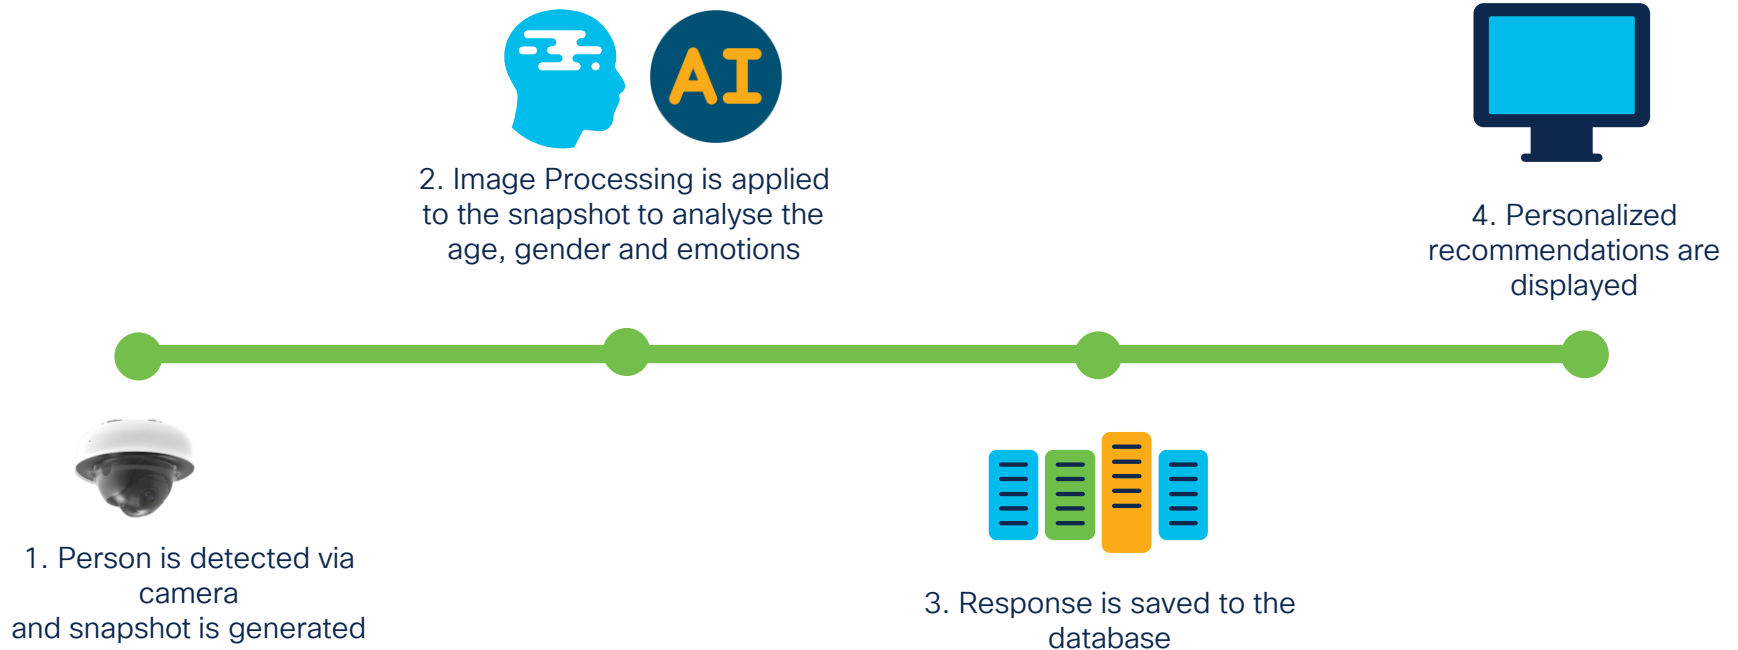 AI
2. Image Processing is applied
to the snapshot to analyse the
age, gender and emotions
4. Personalized
recommendations are
displayed
1. Person is detected via
camera
and snapshot is generated
3. Response is saved to the
database